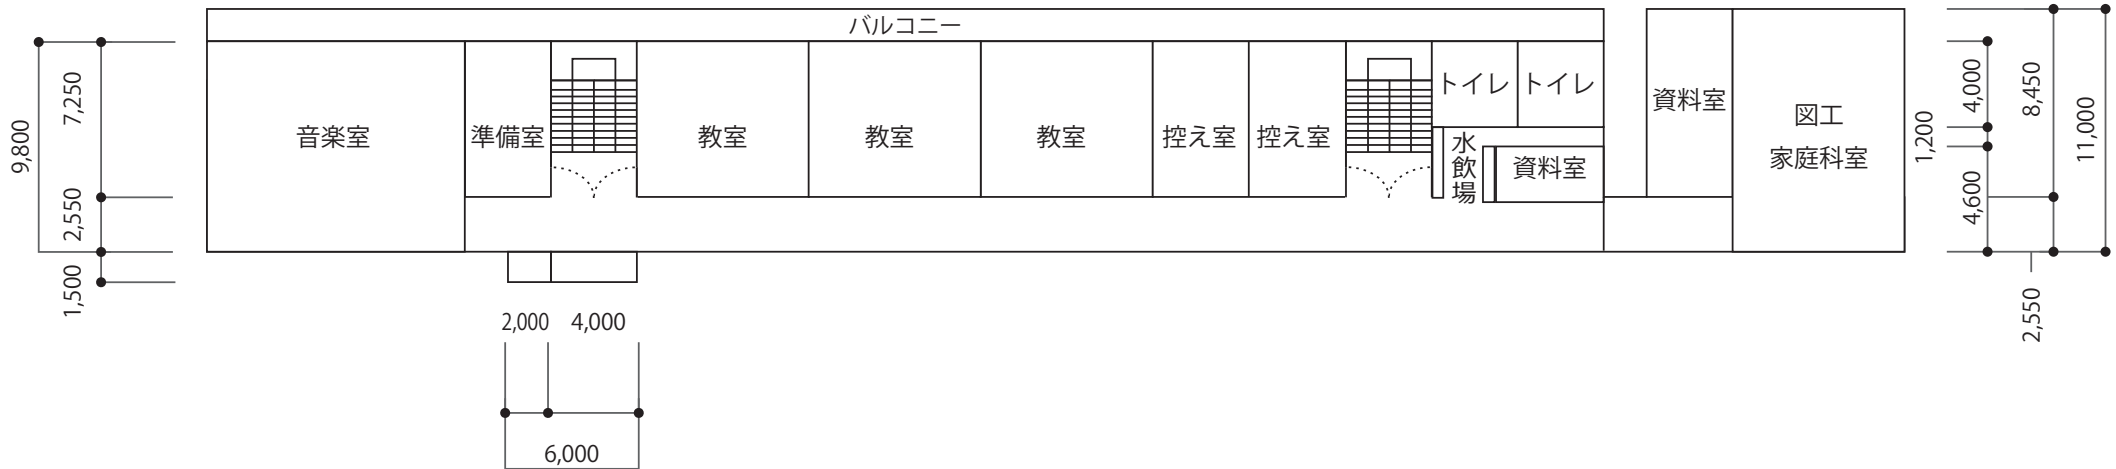 バルコニー
音楽室
準備室
教室
教室
教室
控え室
控え室
トイレ
トイレ
水飲場
資料室
資料室
図工
家庭科室
9,800
7,250
2,550
1,500
2,000
4,000
6,000
1,200
4,000
4,600
8,450
2,550
11,000